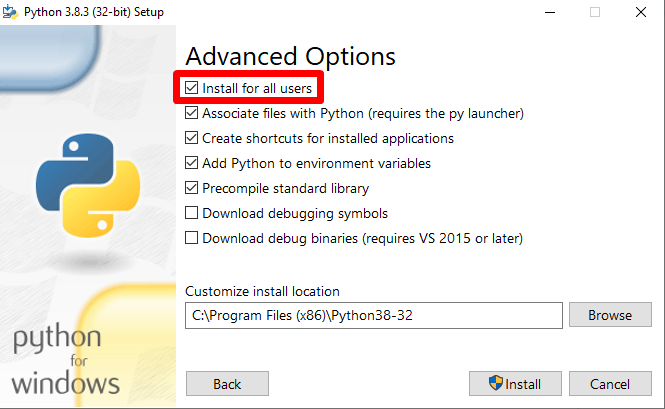 Python 3.8.3 (32-bit) Setup
Advanced Options
Install for all users
Associate files with Python (requires the py launcher)
Create shortcuts for installed applications
Add Python to environment variables
Precompile standard library
Download debugging symbols
Download debug binaries (requires VS 2015 or later)
Customize install location
C:\Program Files (x86)\Python38-32
Browse
python
for
windows
Back
Install
Cancel